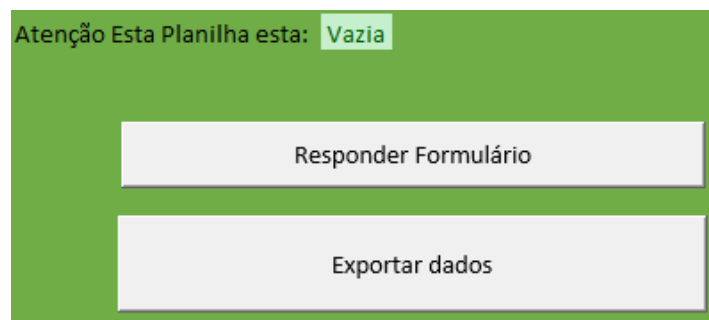 Atenção Esta Planilha esta: Vazia
Responder Formulário
Exportar dados